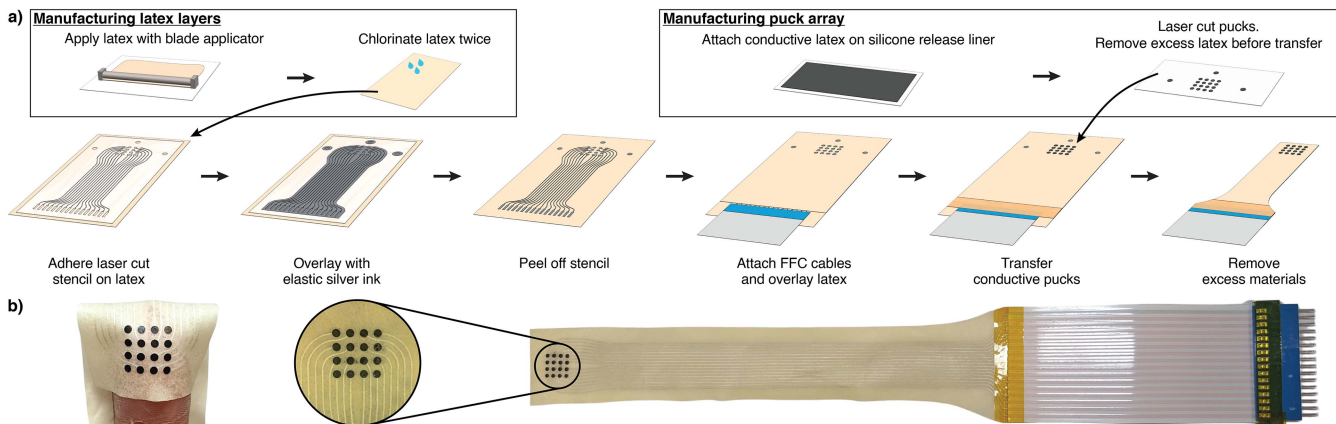 a)
Manufacturing latex layers
Apply latex with blade applicator
Chlorinate latex twice
Manufacturing puck array
Attach conductive latex on silicone release liner
Laser cut pucks.
Remove excess latex before transfer
Adhere laser cut
stencil on latex
Overlay with
elastic silver ink
Peel off stencil
Attach FFC cables
and overlay latex
Transfer
conductive pucks
Remove
excess materials
b)